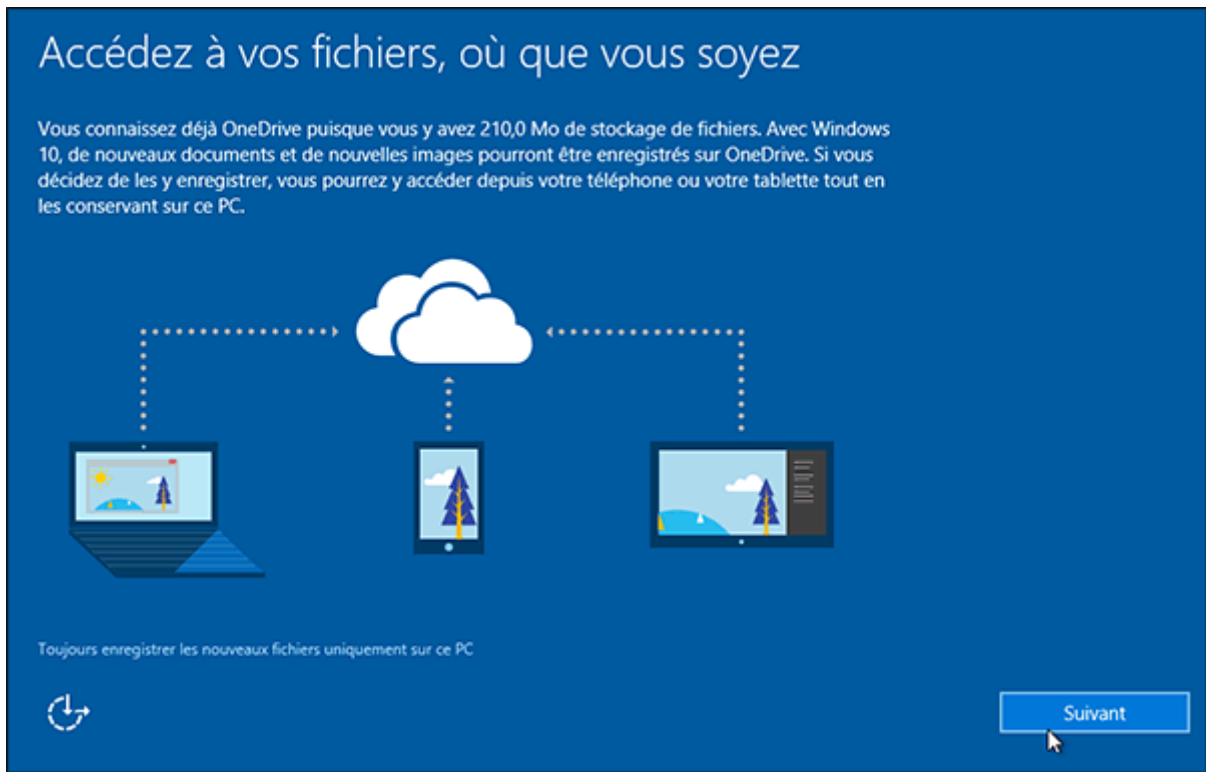 Accédez à vos fichiers, où que vous soyez
Vous connaissez déjà OneDrive puisque vous y avez 210,0 Mo de stockage de fichiers. Avec Windows
10, de nouveaux documents et de nouvelles images pourront être enregistrés sur OneDrive. Si vous
décidez de les y enregistrer, vous pourrez y accéder depuis votre téléphone ou votre tablette tout en
les conservant sur ce PC.
Toujours enregistrer les nouveaux fichiers uniquement sur ce PC
Suivant